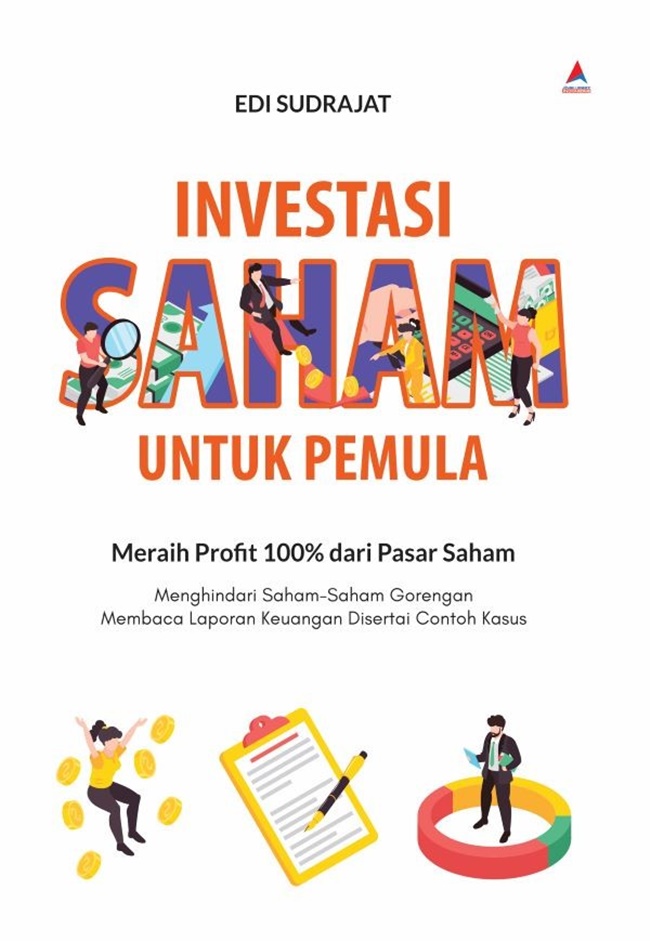 EDI SUDRAJAT
INVESTASI
SAHAM
UNTUK PEMULA
Meraih Profit 100% dari Pasar Saham
Menghindari Saham-Saham Gorengan
Membaca Laporan Keuangan Disertai Contoh Kasus